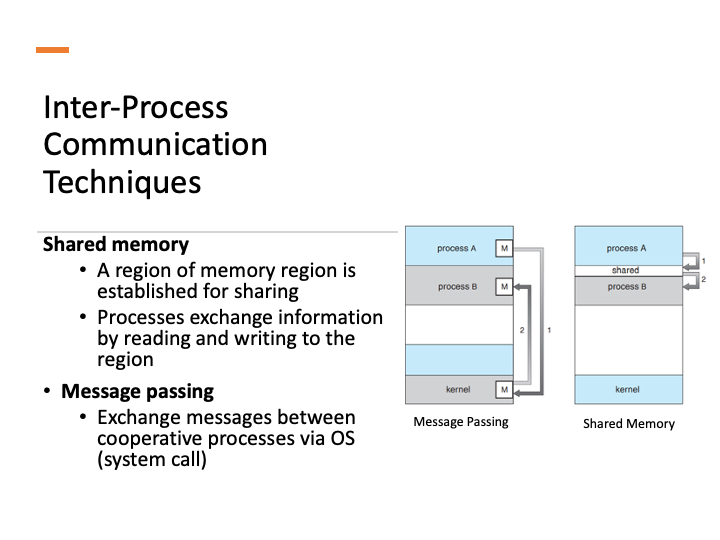 Inter-Process
Communication
Techniques
Shared memory
• A region of memory region is
established for sharing
• Processes exchange information
by reading and writing to the
region
• Message passing
• Exchange messages between
cooperative processes via OS
(system call)
process A M
process B M
2 1
kernel M
Message Passing
process A
1
shared
2
process B
kernel
Shared Memory